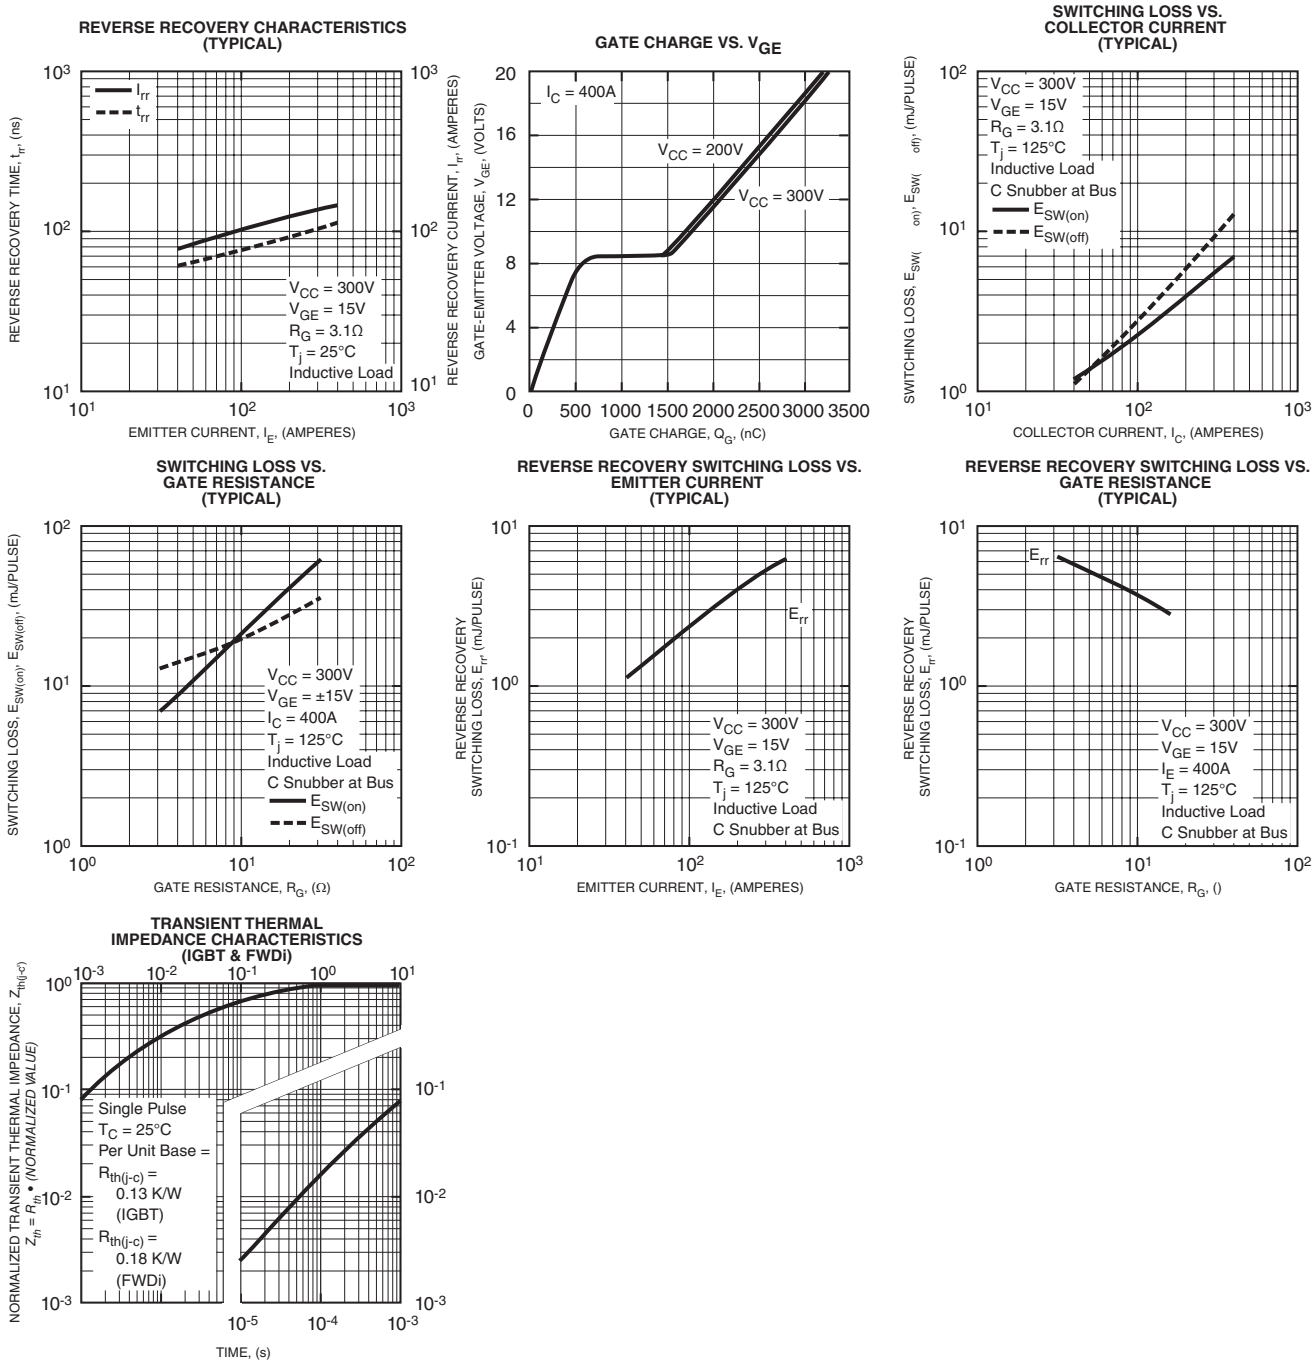 REVERSE RECOVERY CHARACTERISTICS
(TYPICAL)
10³
10²
10¹
REVERSE RECOVERY TIME, t_rr, (ns)
I_rr
t_rr
V_CC = 300V
V_GE = 15V
R_G = 3.1Ω
T_j = 25°C
Inductive Load
10³
10²
10¹
REVERSE RECOVERY CURRENT, I_rr, (AMPERES)
10¹ 10² 10³
EMITTER CURRENT, I_E, (AMPERES)
GATE CHARGE VS. V_GE
20
16
12
8
4
0
GATE-EMITTER VOLTAGE, V_GE, (VOLTS)
I_C = 400A
V_CC = 200V
V_CC = 300V
0 500 1000 1500 2000 2500 3000 3500
GATE CHARGE, Q_G, (nC)
SWITCHING LOSS VS.
COLLECTOR CURRENT
(TYPICAL)
10²
10¹
10⁰
SWITCHING LOSS, E_SW( on), E_SW( off), (mJ/PULSE)
V_CC = 300V
V_GE = 15V
R_G = 3.1Ω
T_j = 125°C
Inductive Load
C Snubber at Bus
E_SW(on)
E_SW(off)
10¹ 10² 10³
COLLECTOR CURRENT, I_C, (AMPERES)
SWITCHING LOSS VS.
GATE RESISTANCE
(TYPICAL)
10²
10¹
10⁰
SWITCHING LOSS, E_SW(on), E_SW(off), (mJ/PULSE)
V_CC = 300V
V_GE = ±15V
I_C = 400A
T_j = 125°C
Inductive Load
C Snubber at Bus
E_SW(on)
E_SW(off)
10⁰ 10¹ 10²
GATE RESISTANCE, R_G, (Ω)
REVERSE RECOVERY SWITCHING LOSS VS.
EMITTER CURRENT
(TYPICAL)
10¹
10⁰
10⁻¹
REVERSE RECOVERY
SWITCHING LOSS, E_rr, (mJ/PULSE)
E_rr
V_CC = 300V
V_GE = 15V
R_G = 3.1Ω
T_j = 125°C
Inductive Load
C Snubber at Bus
10¹ 10² 10³
EMITTER CURRENT, I_E, (AMPERES)
REVERSE RECOVERY SWITCHING LOSS VS.
GATE RESISTANCE
(TYPICAL)
10¹
10⁰
10⁻¹
REVERSE RECOVERY
SWITCHING LOSS, E_rr, (mJ/PULSE)
E_rr
V_CC = 300V
V_GE = 15V
I_E = 400A
T_j = 125°C
Inductive Load
C Snubber at Bus
10⁰ 10¹ 10²
GATE RESISTANCE, R_G, ()
TRANSIENT THERMAL
IMPEDANCE CHARACTERISTICS
(IGBT & FWDi)
10⁻³ 10⁻² 10⁻¹ 10⁰ 10¹
10⁰
10⁻¹
10⁻²
10⁻³
NORMALIZED TRANSIENT THERMAL IMPEDANCE, Z_th(j-c')
Z_th = R_th • (NORMALIZED VALUE)
Single Pulse
T_C = 25°C
Per Unit Base =
R_th(j-c) =
0.13 K/W
(IGBT)
R_th(j-c) =
0.18 K/W
(FWDi)
10⁻¹
10⁻²
10⁻³
10⁻⁵ 10⁻⁴ 10⁻³
TIME, (s)